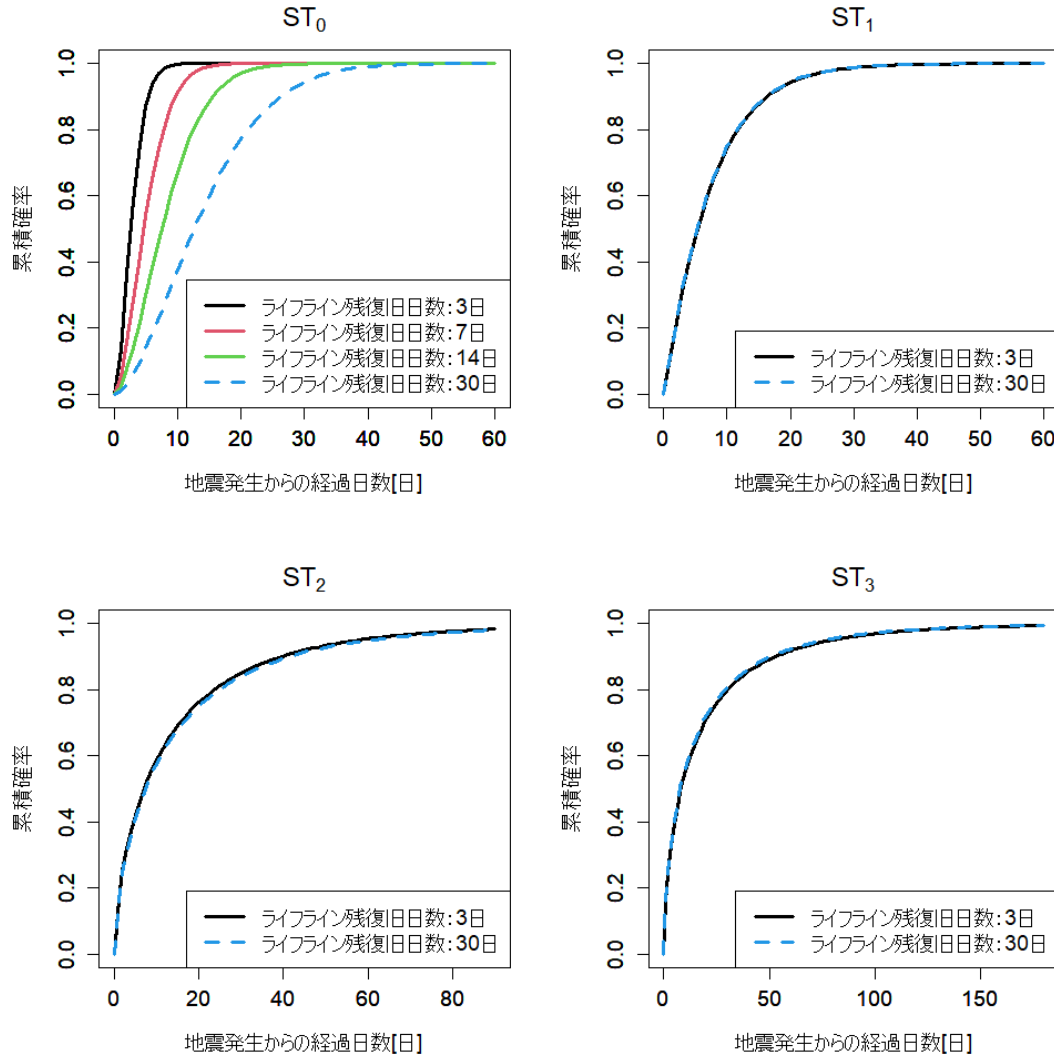 ST₀
1.0
0.8
0.6
0.4
0.2
0.0
累積確率
ライフライン残復旧日数:3日
ライフライン残復旧日数:7日
ライフライン残復旧日数:14日
ライフライン残復旧日数:30日
0 10 20 30 40 50 60
地震発生からの経過日数[日]
ST₁
1.0
0.8
0.6
0.4
0.2
0.0
累積確率
ライフライン残復旧日数:3日
ライフライン残復旧日数:30日
0 10 20 30 40 50 60
地震発生からの経過日数[日]
ST₂
1.0
0.8
0.6
0.4
0.2
0.0
累積確率
ライフライン残復旧日数:3日
ライフライン残復旧日数:30日
0 20 40 60 80
地震発生からの経過日数[日]
ST₃
1.0
0.8
0.6
0.4
0.2
0.0
累積確率
ライフライン残復旧日数:3日
ライフライン残復旧日数:30日
0 50 100 150
地震発生からの経過日数[日]